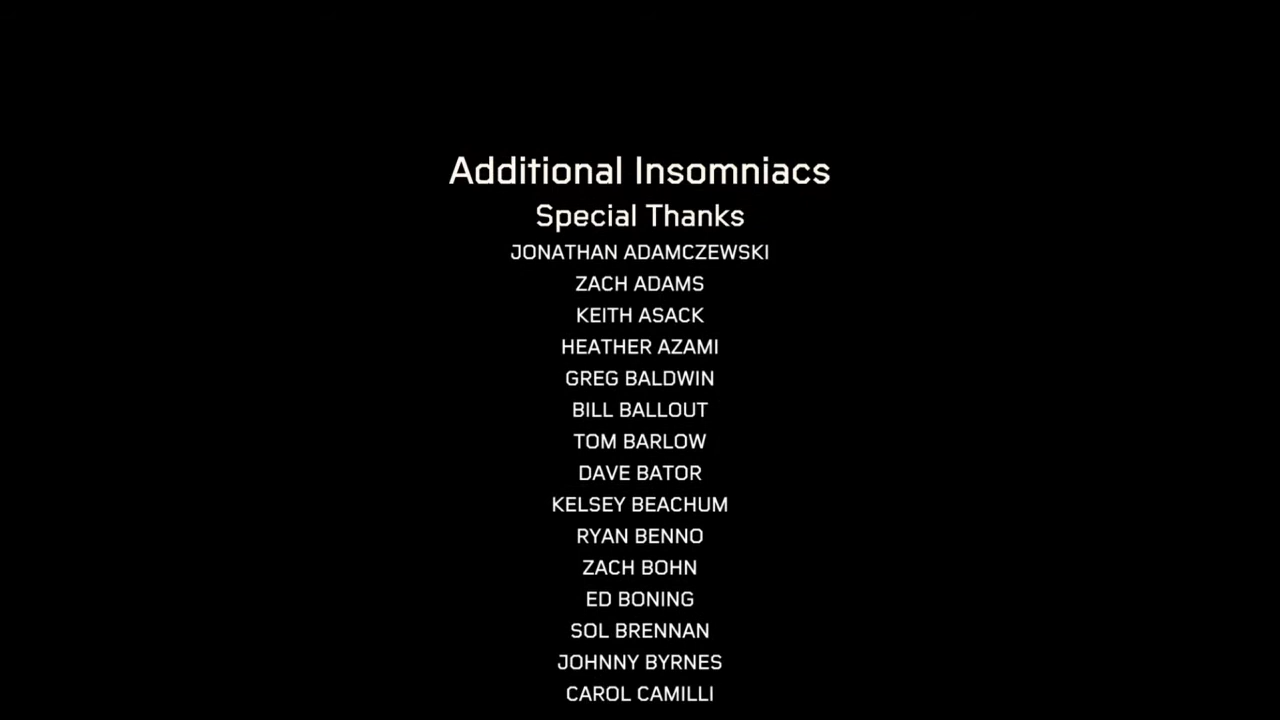 Additional Insomniacs
Special Thanks
JONATHAN ADAMCZEWSKI
ZACH ADAMS
KEITH ASACK
HEATHER AZAMI
GREG BALDWIN
BILL BALLOUT
TOM BARLOW
DAVE BATOR
KELSEY BEACHUM
RYAN BENNO
ZACH BOHN
ED BONING
SOL BRENNAN
JOHNNY BYRNES
CAROL CAMILLI